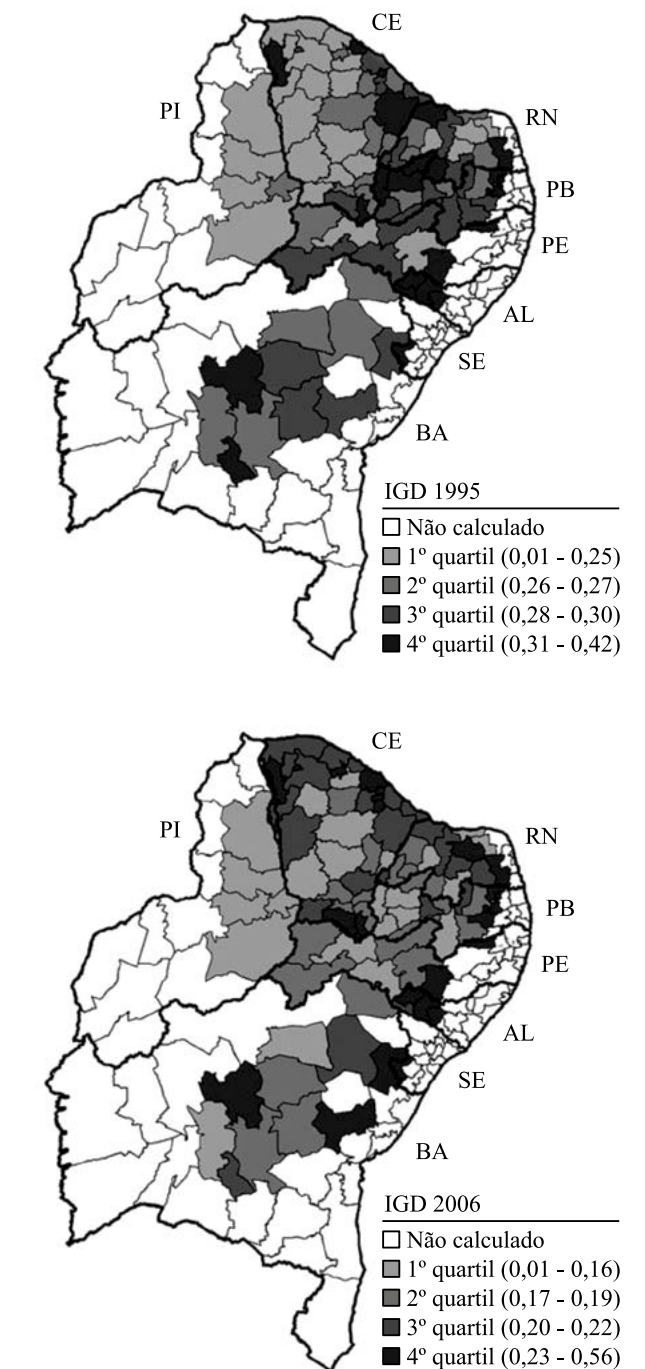 CE
PI
RN
PB
PE
AL
SE
BA
IGD 1995
Não calculado
1º quartil (0,01 - 0,25)
2º quartil (0,26 - 0,27)
3º quartil (0,28 - 0,30)
4º quartil (0,31 - 0,42)
CE
PI
RN
PB
PE
AL
SE
BA
IGD 2006
Não calculado
1º quartil (0,01 - 0,16)
2º quartil (0,17 - 0,19)
3º quartil (0,20 - 0,22)
4º quartil (0,23 - 0,56)